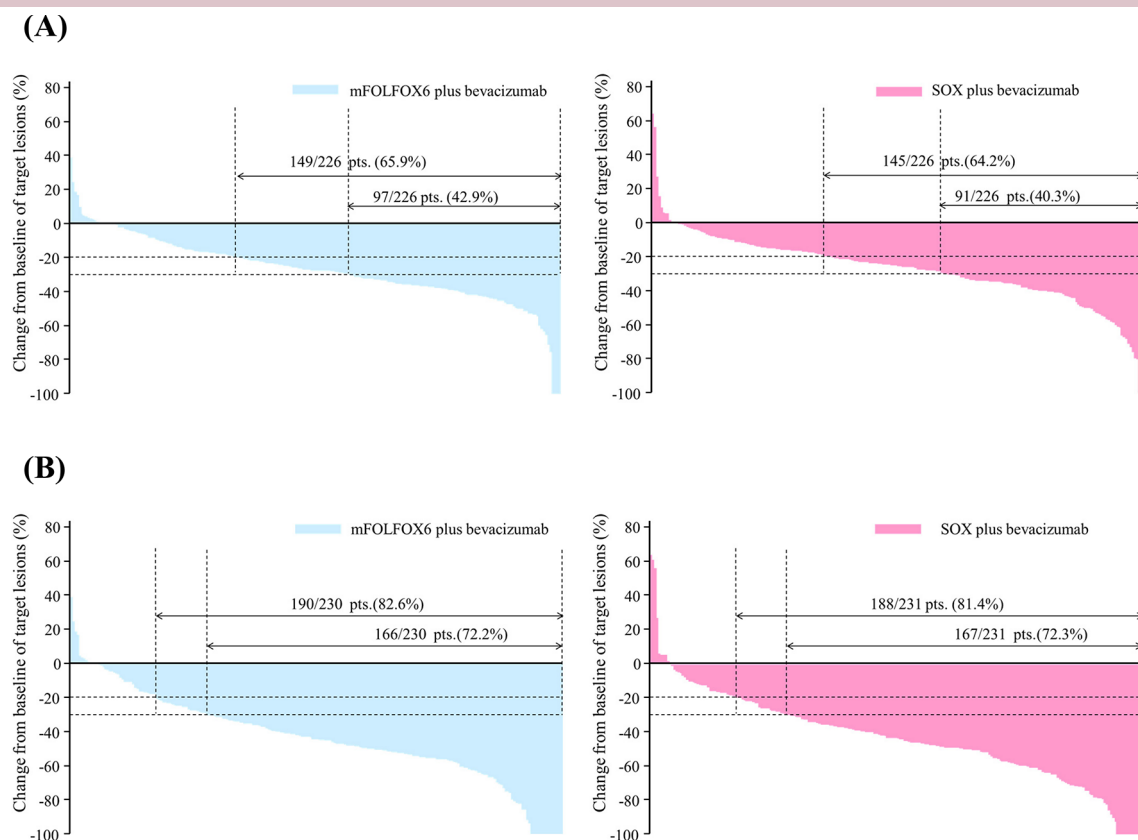 (A)
Change from baseline of target lesions (%)
80
60
40
20
0
-20
-40
-60
-80
-100
mFOLFOX6 plus bevacizumab
149/226 pts. (65.9%)
97/226 pts. (42.9%)
Change from baseline of target lesions (%)
80
60
40
20
0
-20
-40
-60
-80
-100
SOX plus bevacizumab
145/226 pts.(64.2%)
91/226 pts.(40.3%)
(B)
Change from baseline of target lesions (%)
80
60
40
20
0
-20
-40
-60
-80
-100
mFOLFOX6 plus bevacizumab
190/230 pts.(82.6%)
166/230 pts.(72.2%)
Change from baseline of target lesions (%)
80
60
40
20
0
-20
-40
-60
-80
-100
SOX plus bevacizumab
188/231 pts. (81.4%)
167/231 pts.(72.3%)